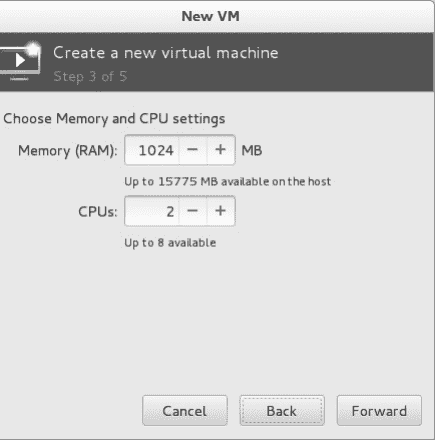 New VM
Create a new virtual machine
Step 3 of 5
Choose Memory and CPU settings
Memory (RAM): 1024 − + MB
Up to 15775 MB available on the host
CPUs: 2 − +
Up to 8 available
Cancel Back Forward